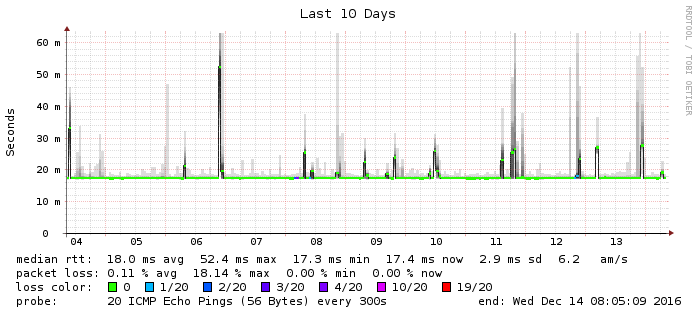 Last 10 Days
RRDTOOL / TOBI OETIKER
Seconds
60 m
50 m
40 m
30 m
20 m
10 m
0
04 05 06 07 08 09 10 11 12 13
median rtt: 18.0 ms avg 52.4 ms max 17.3 ms min 17.4 ms now 2.9 ms sd 6.2 am/s
packet loss: 0.11 % avg 18.14 % max 0.00 % min 0.00 % now
loss color: 0 1/20 2/20 3/20 4/20 10/20 19/20
probe: 20 ICMP Echo Pings (56 Bytes) every 300s end: Wed Dec 14 08:05:09 2016